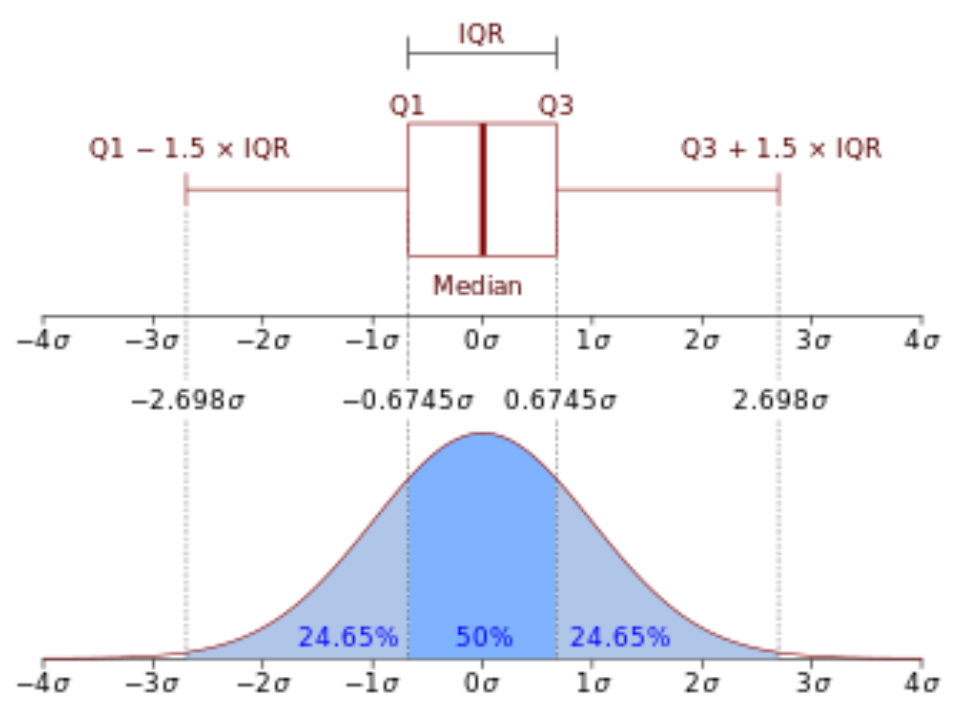 IQR
Q1 Q3
Q1 − 1.5 × IQR Q3 + 1.5 × IQR
Median
−4σ −3σ −2σ −1σ 0σ 1σ 2σ 3σ 4σ
−2.698σ −0.6745σ 0.6745σ 2.698σ
24.65% 50% 24.65%
−4σ −3σ −2σ −1σ 0σ 1σ 2σ 3σ 4σ